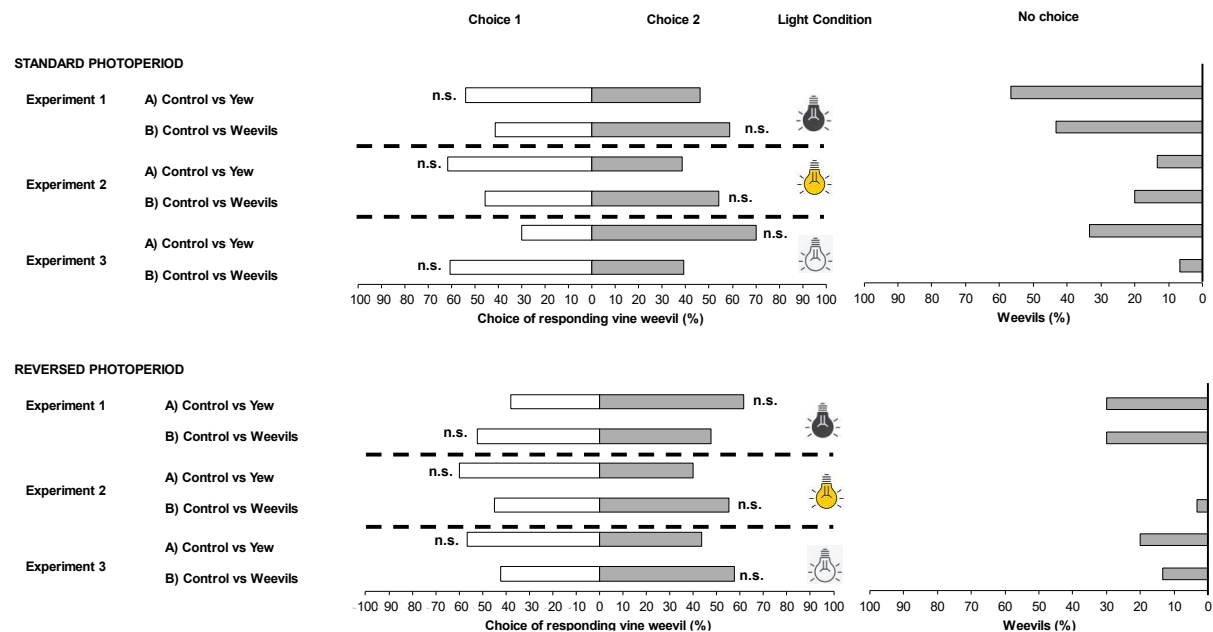 Choice 1 Choice 2 Light Condition No choice
STANDARD PHOTOPERIOD
Experiment 1 A) Control vs Yew n.s.
B) Control vs Weevils n.s.
Experiment 2 A) Control vs Yew n.s.
B) Control vs Weevils n.s.
Experiment 3 A) Control vs Yew n.s.
B) Control vs Weevils n.s.
100 90 80 70 60 50 40 30 20 10 0 10 20 30 40 50 60 70 80 90 100 100 90 80 70 60 50 40 30 20 10 0
Choice of responding vine weevil (%) Weevils (%)
REVERSED PHOTOPERIOD
Experiment 1 A) Control vs Yew n.s.
B) Control vs Weevils n.s.
Experiment 2 A) Control vs Yew n.s.
B) Control vs Weevils n.s.
Experiment 3 A) Control vs Yew n.s.
B) Control vs Weevils n.s.
100 90 80 70 60 50 40 30 20 10 0 10 20 30 40 50 60 70 80 90 100 100 90 80 70 60 50 40 30 20 10 0
Choice of responding vine weevil (%) Weevils (%)